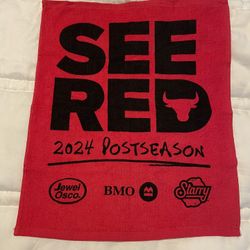 SEE
RED
2024 POSTSEASON
Jewel Osco. BMO Starry